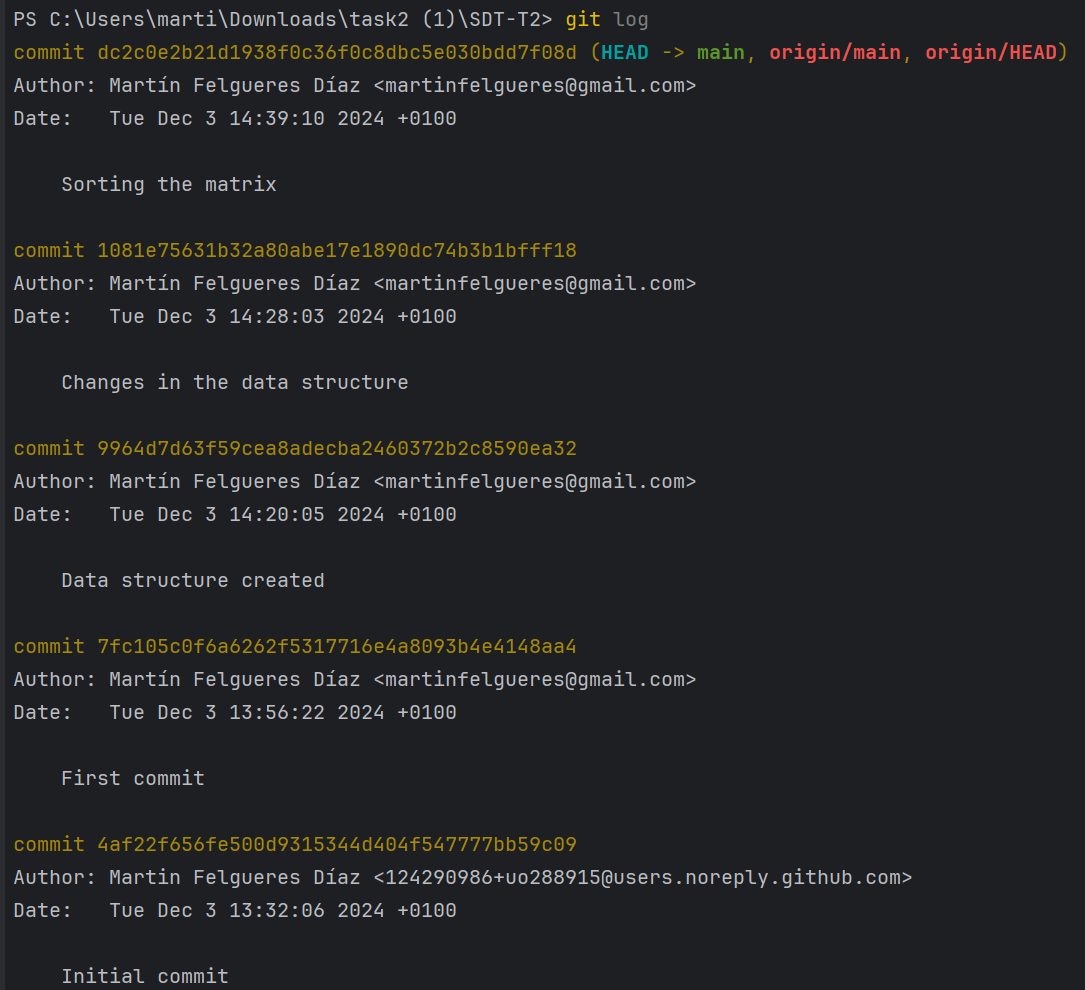 PS C:\Users\marti\Downloads\task2 (1)\SDT-T2> git log
commit dc2c0e2b21d1938f0c36f0c8dbc5e030bdd7f08d (HEAD -> main, origin/main, origin/HEAD)
Author: Martín Felgueres Díaz <martinfelgueres@gmail.com>
Date:   Tue Dec 3 14:39:10 2024 +0100
    Sorting the matrix
commit 1081e75631b32a80abe17e1890dc74b3b1bfff18
Author: Martín Felgueres Díaz <martinfelgueres@gmail.com>
Date:   Tue Dec 3 14:28:03 2024 +0100
    Changes in the data structure
commit 9964d7d63f59cea8adecba2460372b2c8590ea32
Author: Martín Felgueres Díaz <martinfelgueres@gmail.com>
Date:   Tue Dec 3 14:20:05 2024 +0100
    Data structure created
commit 7fc105c0f6a6262f5317716e4a8093b4e4148aa4
Author: Martín Felgueres Díaz <martinfelgueres@gmail.com>
Date:   Tue Dec 3 13:56:22 2024 +0100
    First commit
commit 4af22f656fe500d9315344d404f547777bb59c09
Author: Martin Felgueres Díaz <124290986+uo288915@users.noreply.github.com>
Date:   Tue Dec 3 13:32:06 2024 +0100
    Initial commit